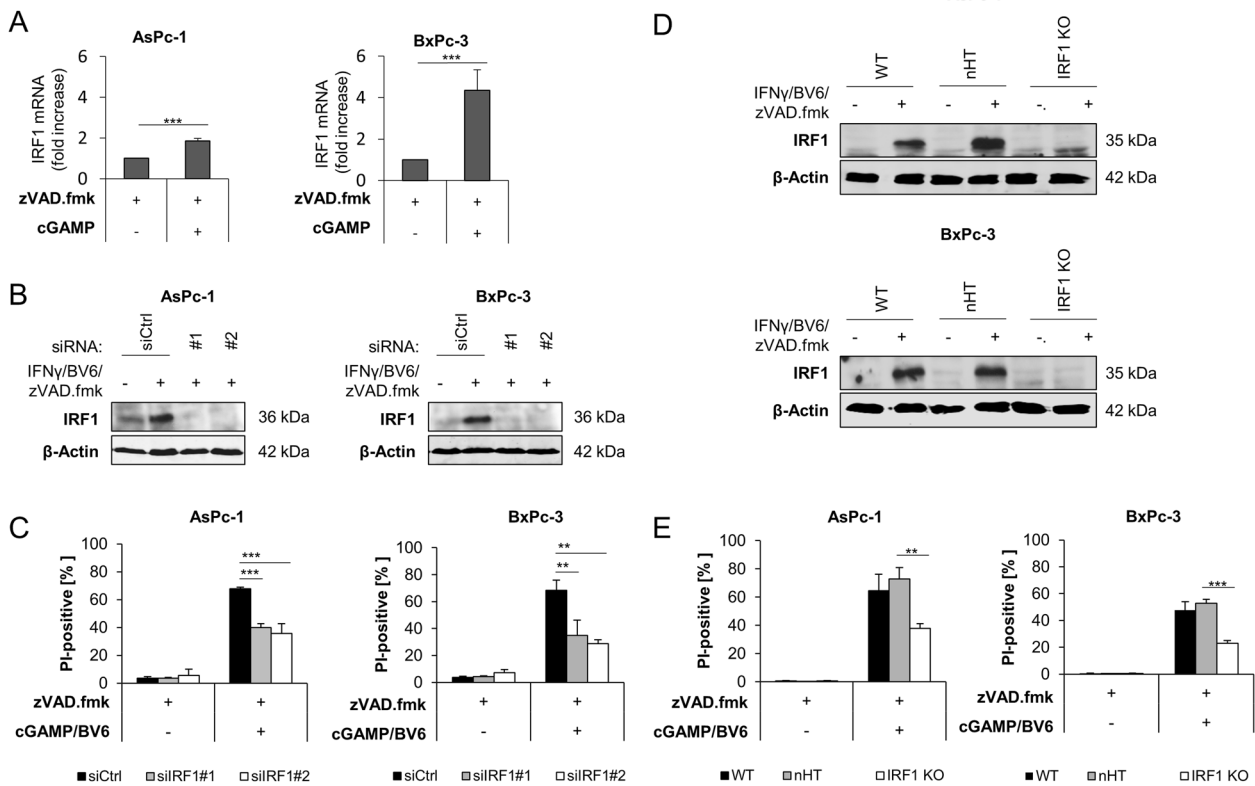 A
AsPc-1
IRF1 mRNA
(fold increase)
6
4
2
0
***
zVAD.fmk + +
cGAMP - +
BxPc-3
IRF1 mRNA
(fold increase)
6
4
2
0
***
zVAD.fmk + +
cGAMP - +
B
AsPc-1
siRNA: siCtrl #1 #2
IFNγ/BV6/
zVAD.fmk - + + +
IRF1 36 kDa
β-Actin 42 kDa
BxPc-3
siRNA: siCtrl #1 #2
IFNγ/BV6/
zVAD.fmk - + + +
IRF1 36 kDa
β-Actin 42 kDa
C
AsPc-1
PI-positive [% ]
100
80
60
40
20
0
***
***
zVAD.fmk + +
cGAMP/BV6 - +
siCtrl siIRF1#1 siIRF1#2
BxPc-3
PI-positive [% ]
100
80
60
40
20
0
**
**
zVAD.fmk + +
cGAMP/BV6 - +
siCtrl siIRF1#1 siIRF1#2
D
WT nHT IRF1 KO
IFNγ/BV6/
zVAD.fmk - + - + -. +
IRF1 35 kDa
β-Actin 42 kDa
BxPc-3
WT nHT IRF1 KO
IFNγ/BV6/
zVAD.fmk - + - + -. +
IRF1 35 kDa
β-Actin 42 kDa
E
AsPc-1
PI-positive [% ]
100
80
60
40
20
0
**
zVAD.fmk + +
cGAMP/BV6 - +
WT nHT IRF1 KO
BxPc-3
PI-positive [% ]
100
80
60
40
20
0
***
zVAD.fmk + +
cGAMP/BV6 - +
WT nHT IRF1 KO